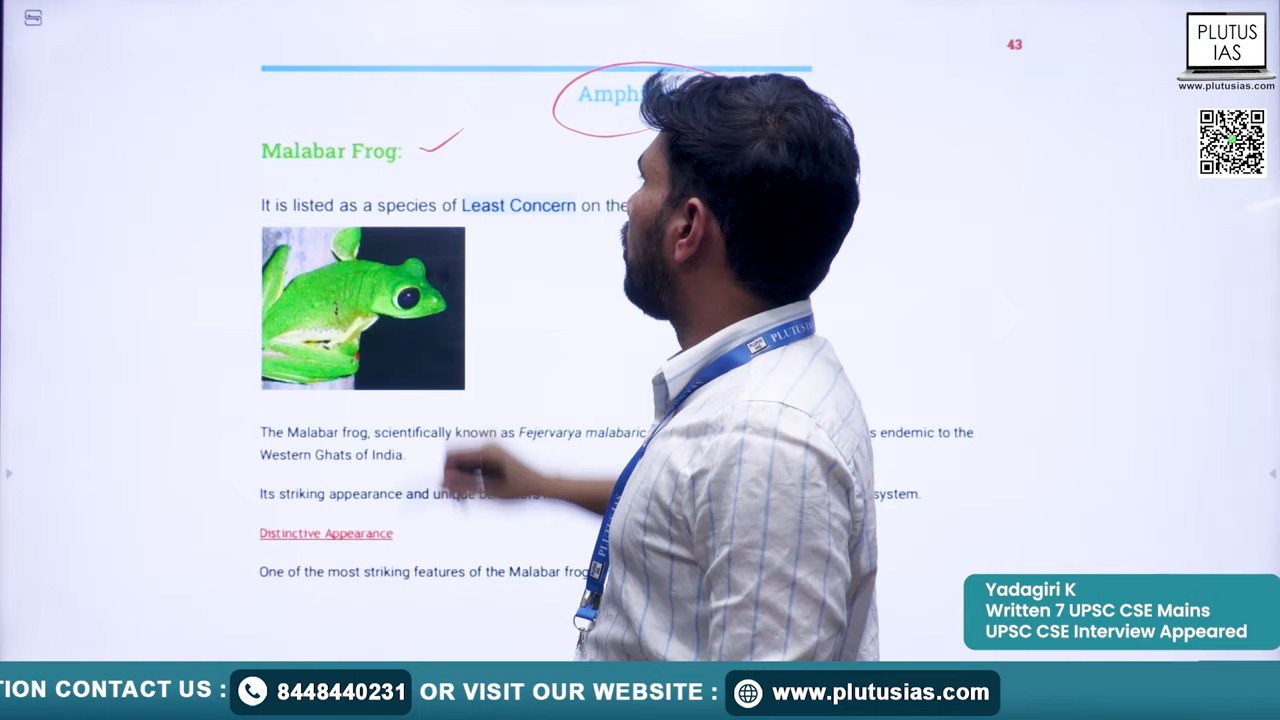 43
PLUTUS
IAS
www.plutusias.com
Malabar Frog:
It is listed as a species of Least Concern on the
The Malabar frog, scientifically known as Fejervarya malabaric endemic to the
Western Ghats of India.
Its striking appearance and unique system.
Distinctive Appearance
One of the most striking features of the Malabar frog
PLUTUS
Yadagiri K
Written 7 UPSC CSE Mains
UPSC CSE Interview Appeared
CONTACT US : 8448440231 OR VISIT OUR WEBSITE : www.plutusias.com